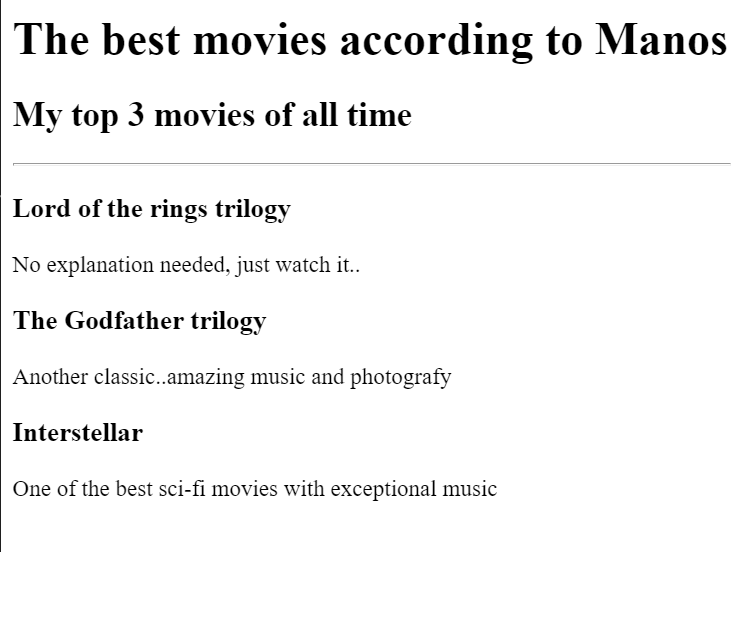 The best movies according to Manos
My top 3 movies of all time
Lord of the rings trilogy
No explanation needed, just watch it..
The Godfather trilogy
Another classic..amazing music and photografy
Interstellar
One of the best sci-fi movies with exceptional music